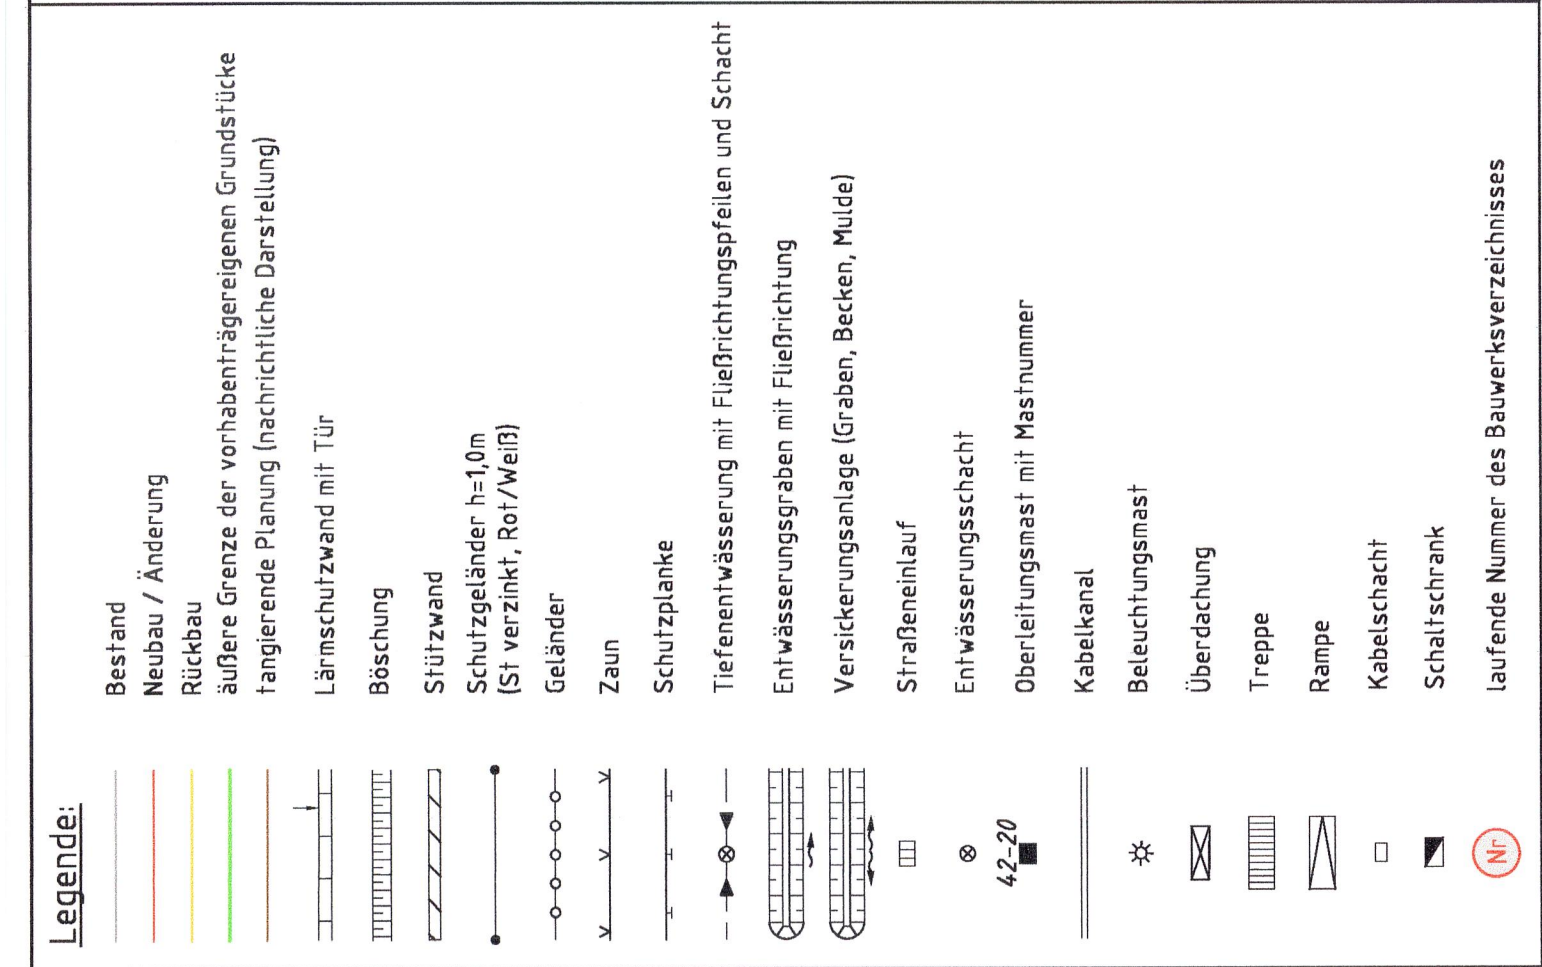 Legende:
Bestand
Neubau / Änderung
Rückbau
äußere Grenze der vorhabenträgereigenen Grundstücke
tangierende Planung (nachrichtliche Darstellung)
Lärmschutzwand mit Tür
Böschung
Stützwand
Schutzgeländer h=1,0m
(St verzinkt, Rot/Weiß)
Geländer
Zaun
Schutzplanke
Tiefenentwässerung mit Fließrichtungspfeilen und Schacht
Entwässerungsgraben mit Fließrichtung
Versickerungsanlage (Graben, Becken, Mulde)
Straßeneinlauf
Entwässerungsschacht
42-20
Oberleitungsmast mit Mastnummer
Kabelkanal
Beleuchtungsmast
Überdachung
Treppe
Rampe
Kabelschacht
Schaltschrank
Nr
laufende Nummer des Bauwerksverzeichnisses